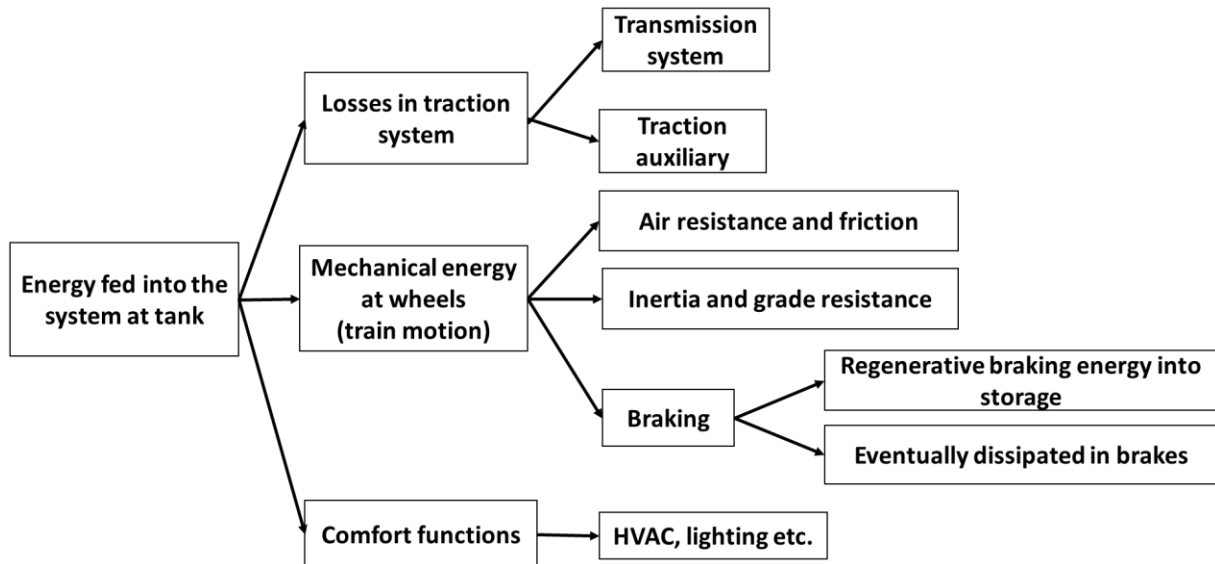 Transmission
system
Losses in traction
system
Traction
auxiliary
Air resistance and friction
Energy fed into the
system at tank
Mechanical energy
at wheels
(train motion)
Inertia and grade resistance
Braking
Regenerative braking energy into
storage
Eventually dissipated in brakes
Comfort functions
HVAC, lighting etc.